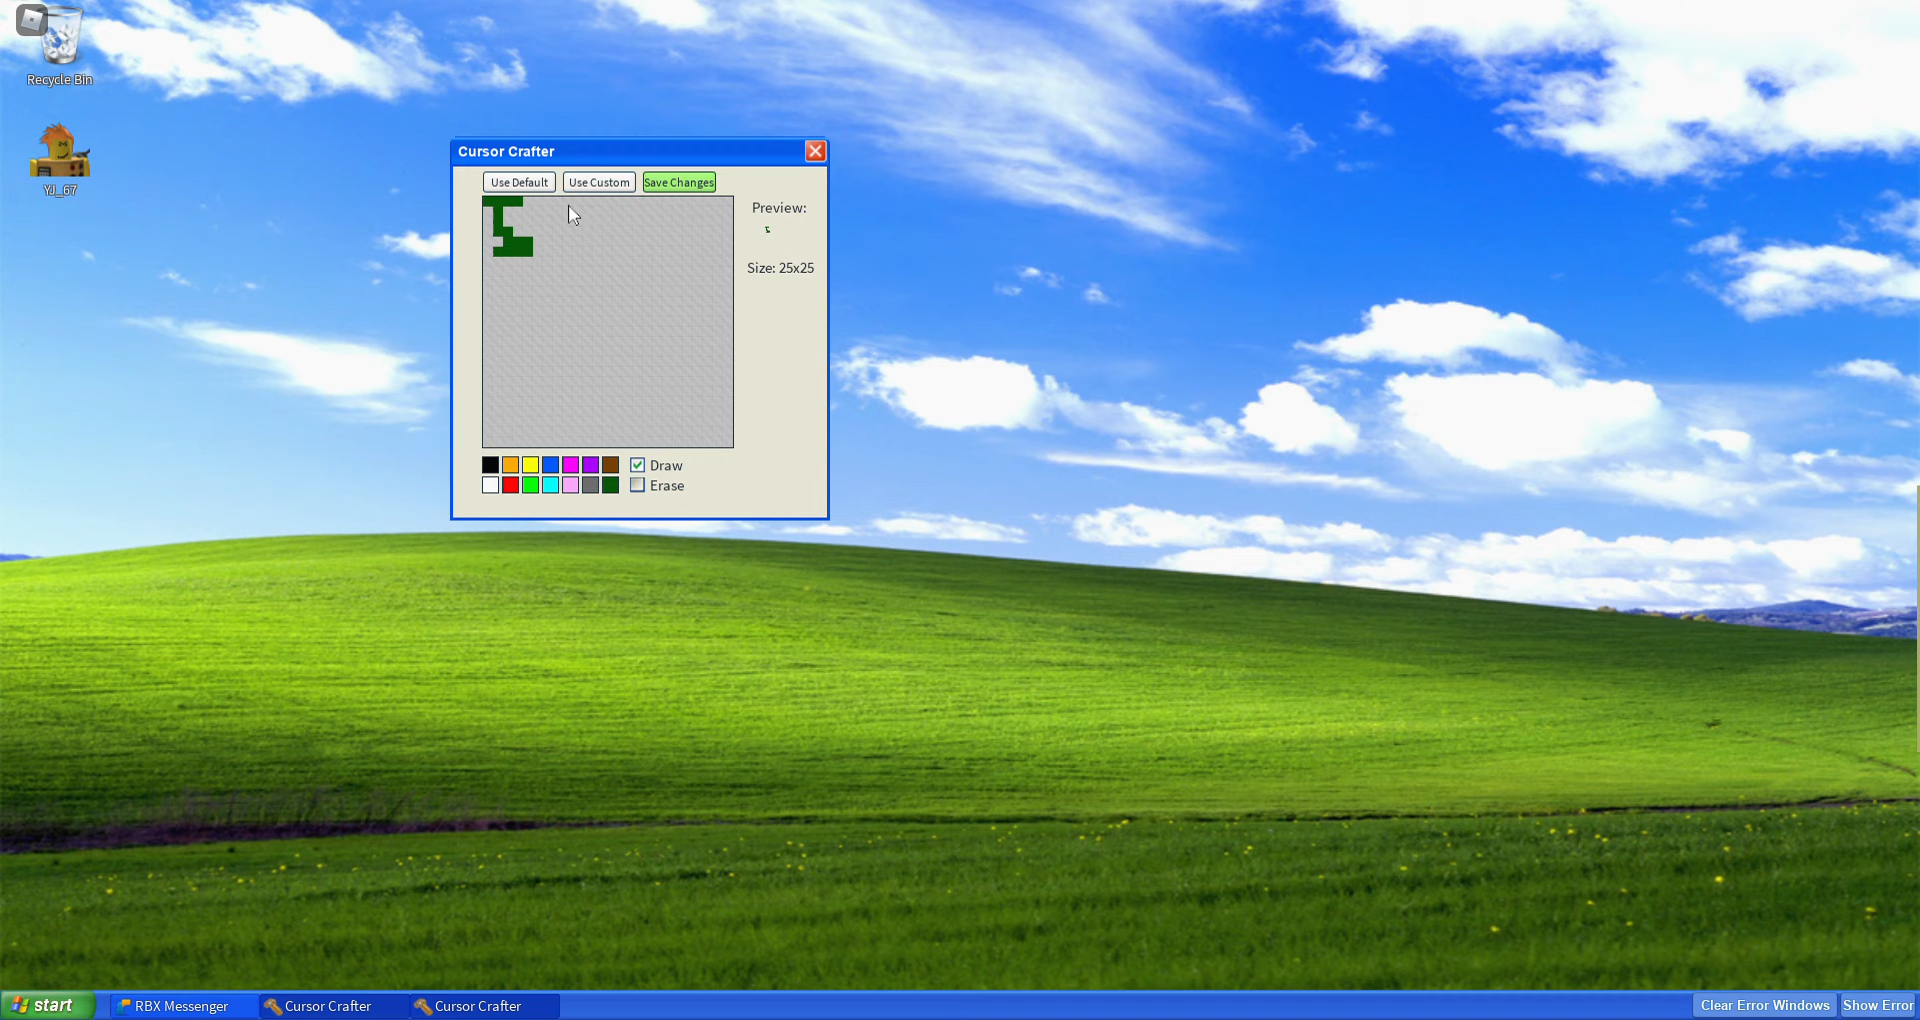 Recycle Bin
YJ_67
Cursor Crafter
Use Default
Use Custom
Save Changes
Preview:
Size: 25x25
Draw
Erase
start
RBX Messenger
Cursor Crafter
Cursor Crafter
Clear Error Windows
Show Error